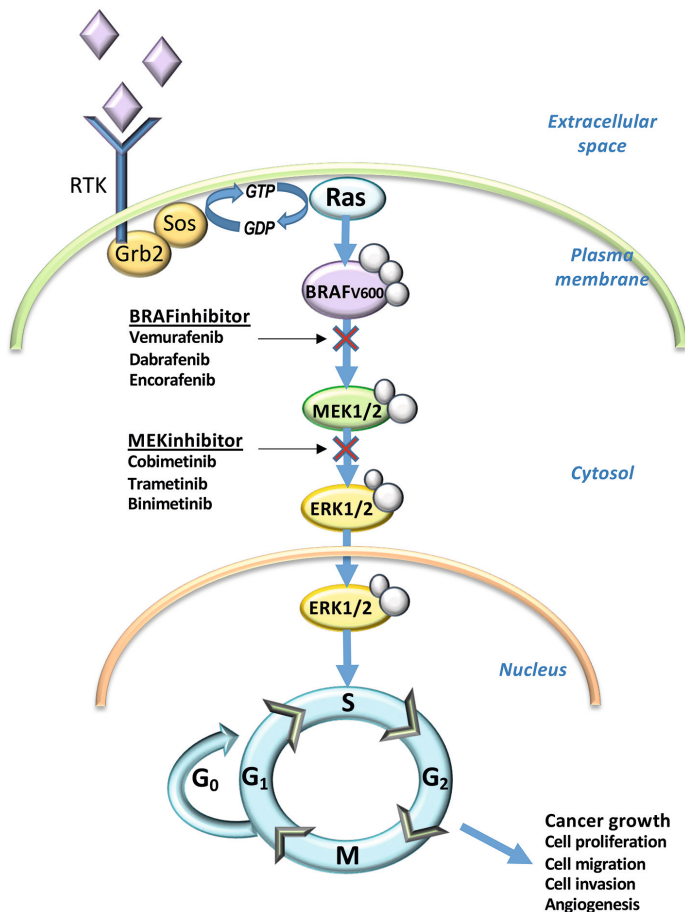 Extracellular
space
RTK
GTP
GDP
Ras
Sos
Grb2
Plasma
membrane
BRAFV600
BRAFinhibitor
Vemurafenib
Dabrafenib
Encorafenib
MEK1/2
MEKinhibitor
Cobimetinib
Trametinib
Binimetinib
Cytosol
ERK1/2
ERK1/2
Nucleus
S
G0
G1
G2
M
Cancer growth
Cell proliferation
Cell migration
Cell invasion
Angiogenesis